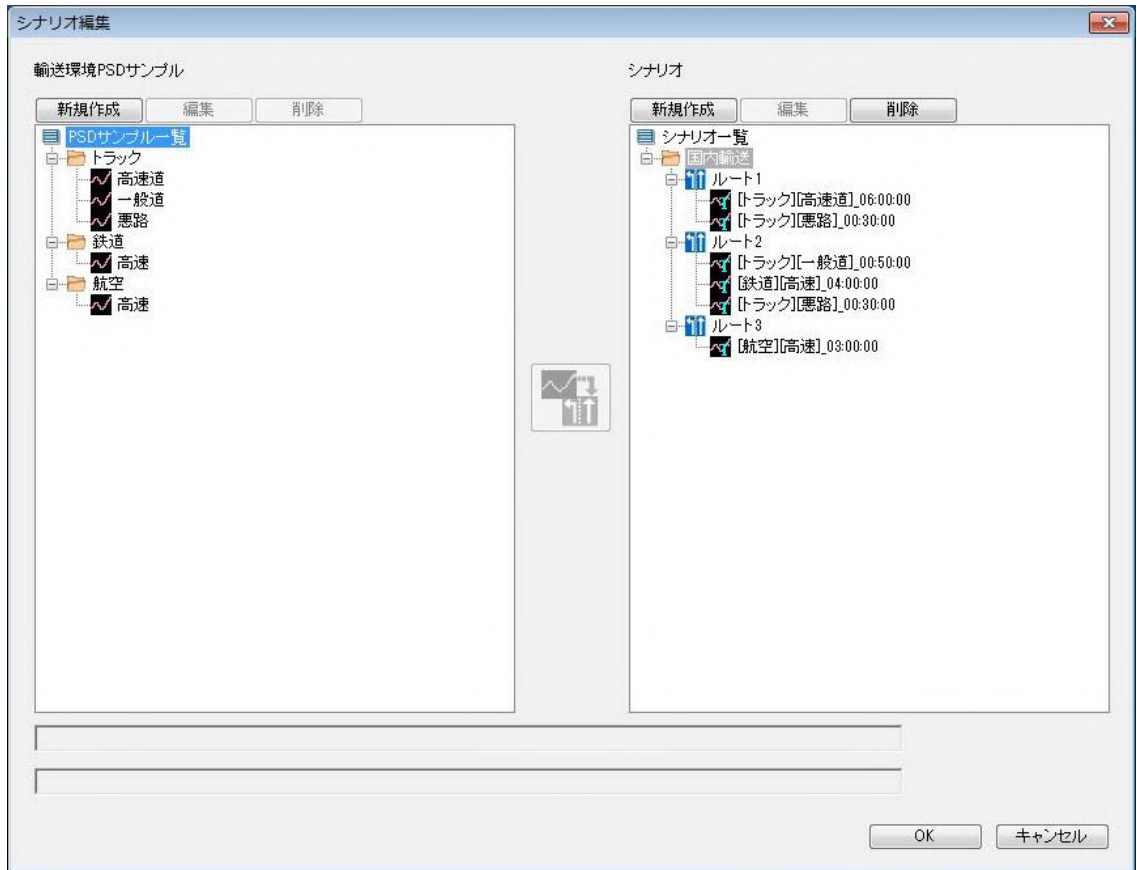 シナリオ編集
輸送環境PSDサンプル
新規作成 編集 削除
PSDサンプル一覧
トラック
高速道
一般道
悪路
鉄道
高速
航空
高速
シナリオ
新規作成 編集 削除
シナリオ一覧
国内輸送
ルート1
[トラック][高速道]_06:00:00
[トラック][悪路]_00:30:00
ルート2
[トラック][一般道]_00:50:00
[鉄道][高速]_04:00:00
[トラック][悪路]_00:30:00
ルート3
[航空][高速]_03:00:00
OK キャンセル